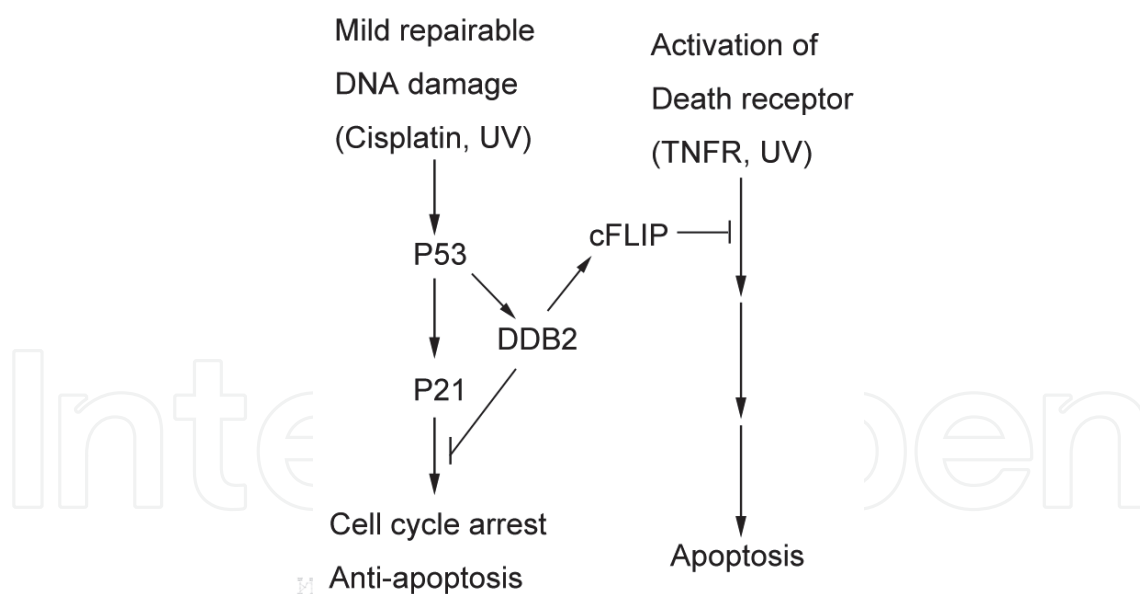 Mild repairable
DNA damage
(Cisplatin, UV)
Activation of
Death receptor
(TNFR, UV)
P53
cFLIP
DDB2
P21
Cell cycle arrest
Anti-apoptosis
Apoptosis